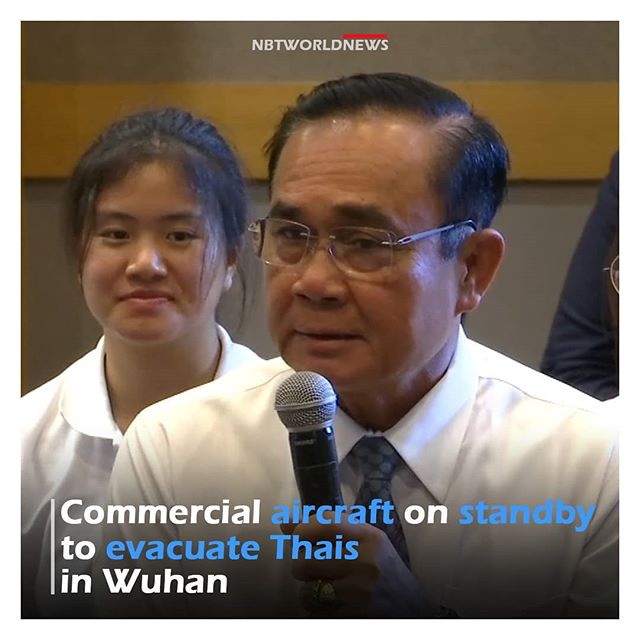 NBTWORLDNEWS
Commercial aircraft on standby
to evacuate Thais
in Wuhan